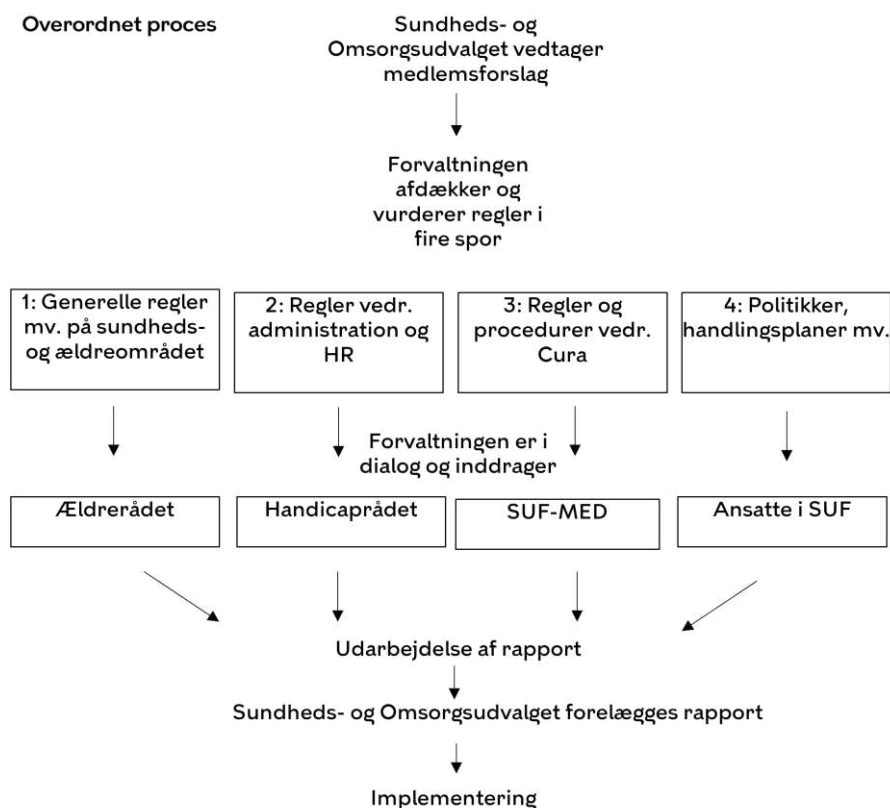 Overordnet proces
Sundheds- og
Omsorgsudvalget vedtager
medlemsforslag
Forvaltningen
afdækker og
vurderer regler i
fire spor
1: Generelle regler
mv. på sundheds-
og ældreområdet
2: Regler vedr.
administration og
HR
3: Regler og
procedurer vedr.
Cura
4: Politikker,
handlingsplaner mv.
Forvaltningen er i
dialog og inddrager
Ældrerådet
Handicaprådet
SUF-MED
Ansatte i SUF
Udarbejdelse af rapport
Sundheds- og Omsorgsudvalget forelægges rapport
Implementering